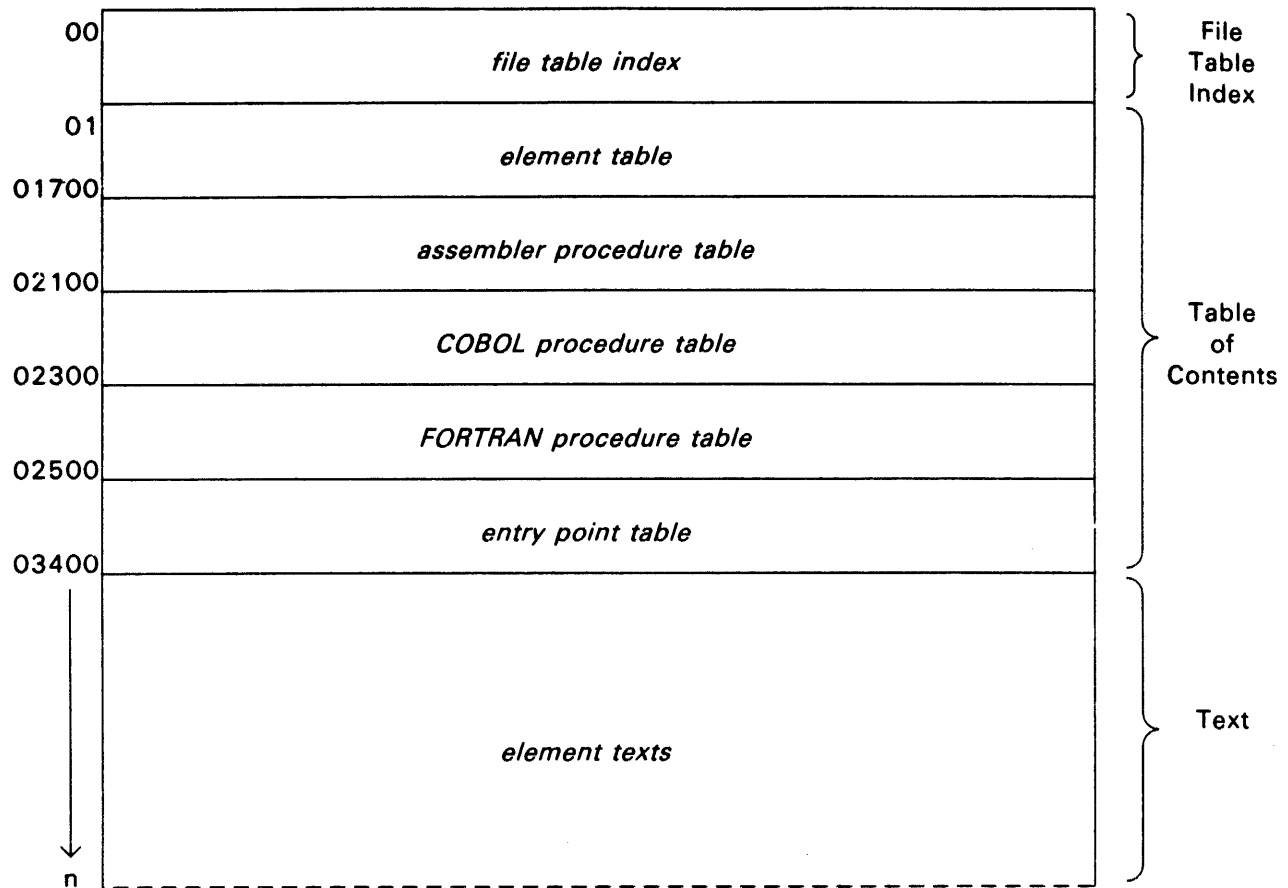 00
file table index
File
Table
Index
01
element table
01700
assembler procedure table
02100
COBOL procedure table
02300
FORTRAN procedure table
02500
entry point table
03400
Table
of
Contents
element texts
Text
n